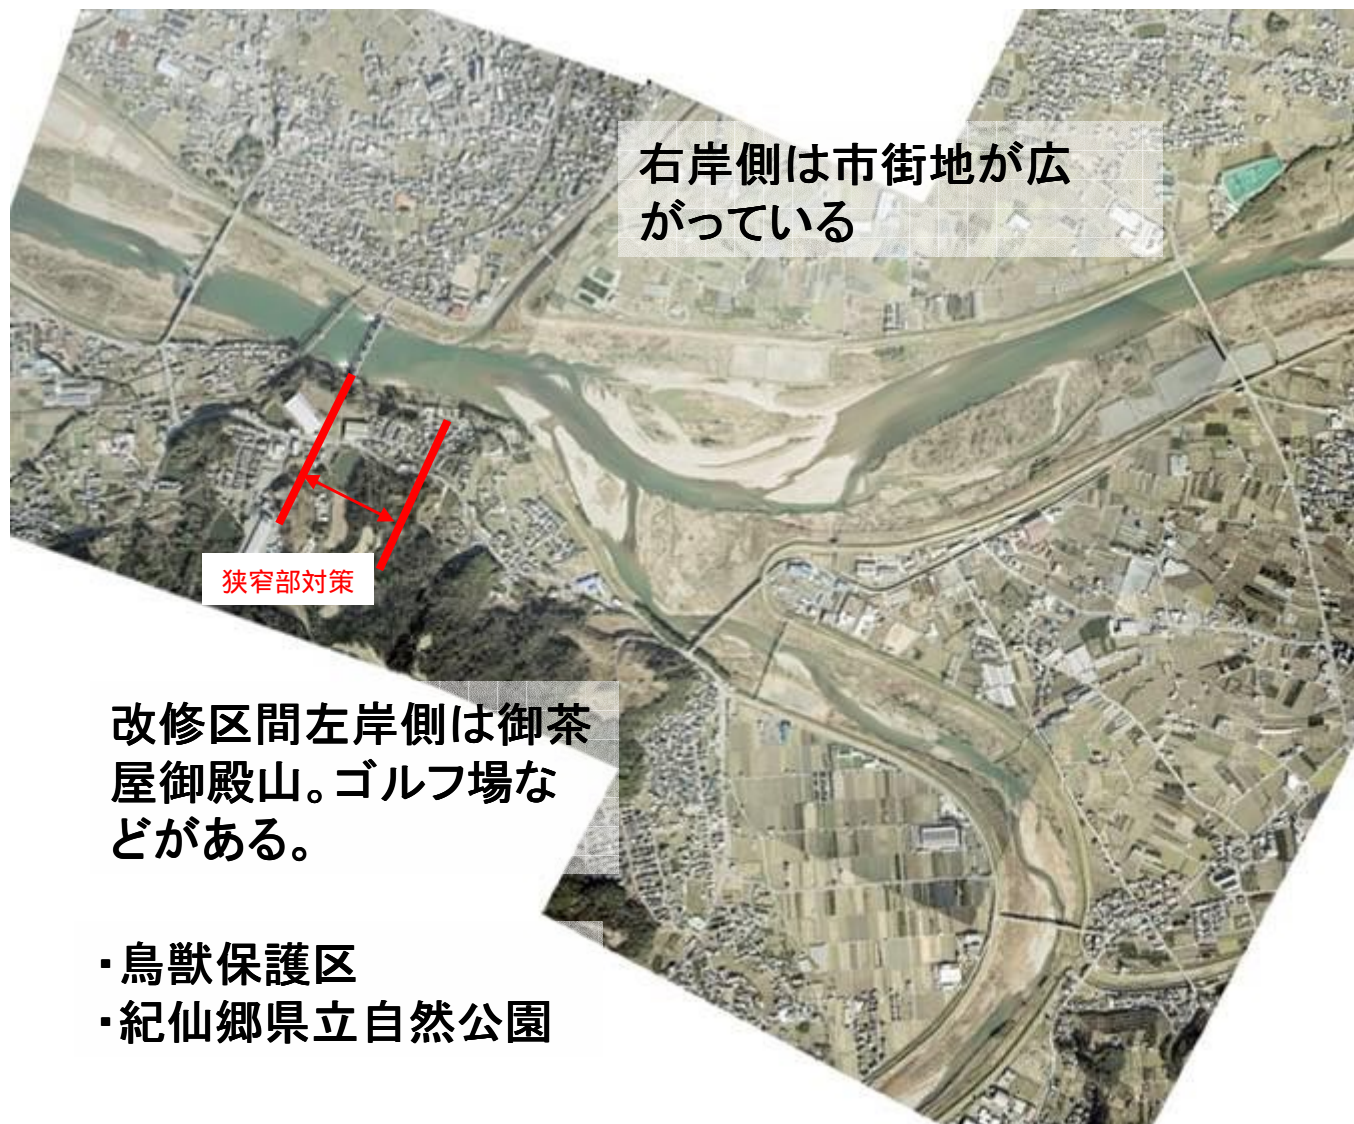 右岸側は市街地が広
がっている
狭窄部対策
改修区間左岸側は御茶
屋御殿山。ゴルフ場な
どがある。
・鳥獣保護区
・紀仙郷県立自然公園